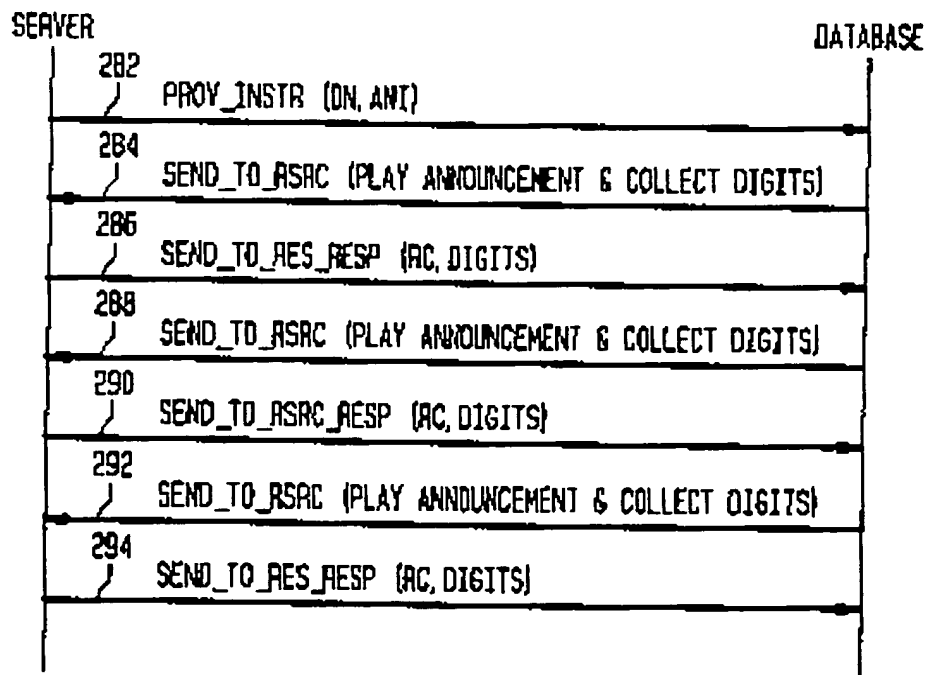 SERVER
DATABASE
282
PROV_INSTR (DN, ANI)
284
SEND_TO_RSRC (PLAY ANNOUNCEMENT & COLLECT DIGITS)
286
SEND_TO_RES_RESP (RC, DIGITS)
288
SEND_TO_RSRC (PLAY ANNOUNCEMENT & COLLECT DIGITS)
290
SEND_TO_RSRC_RESP (RC, DIGITS)
292
SEND_TO_RSRC (PLAY ANNOUNCEMENT & COLLECT DIGITS)
294
SEND_TO_RES_RESP (RC, DIGITS)